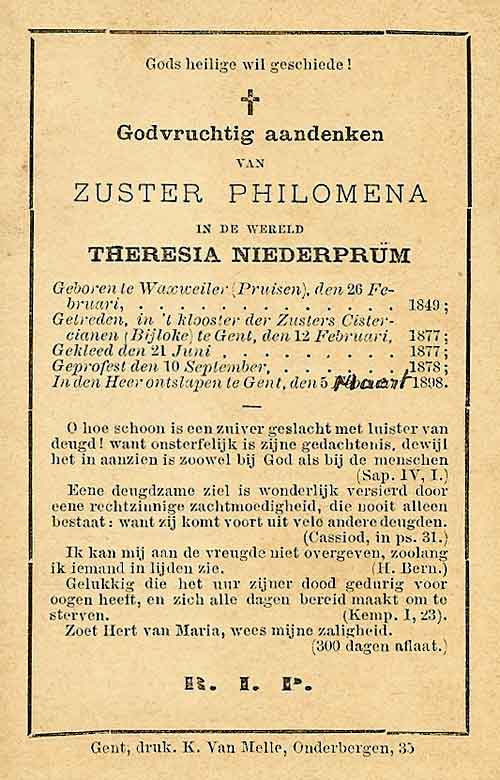 Gods heilige wil geschiede !
Godvruchtig aandenken
VAN
ZUSTER PHILOMENA
IN DE WERELD
THERESIA NIEDERPRÜM
Geboren te Waxweiler (Pruisen), den 26 Fe-
bruari, . . . . . . . . . . . . . . . 1849 ;
Getreden, in 't klooster der Zusters Cister-
cianen (Bijloke) te Gent, den 12 Februari, 1877 ;
Gekleed den 21 Juni . . . . . . . . . . 1877 ;
Geprofest den 10 September, . . . . . . . 1878 ;
In den Heer ontslapen te Gent, den 5 Maart 1898.
O hoe schoon is een zuiver geslacht met luister van
deugd ! want onsterfelijk is zijne gedachtenis, dewijl
het in aanzien is zoowel bij God als bij de menschen
(Sap. IV, I.)
Eene deugdzame ziel is wonderlijk versierd door
eene rechtzinnige zachtmoedigheid, die nooit alleen
bestaat : want zij komt voort uit vele andere deugden.
(Cassiod, in ps. 31.)
Ik kan mij aan de vreugde niet overgeven, zoolang
ik iemand in lijden zie. (H. Bern.)
Gelukkig die het uur zijner dood gedurig voor
oogen heeft, en zich alle dagen bereid maakt om te
sterven. (Kemp. I, 23).
Zoet Hert van Maria, wees mijne zaligheid.
(300 dagen aflaat.)
R. I. P.
Gent, druk. K. Van Melle, Onderbergen, 35